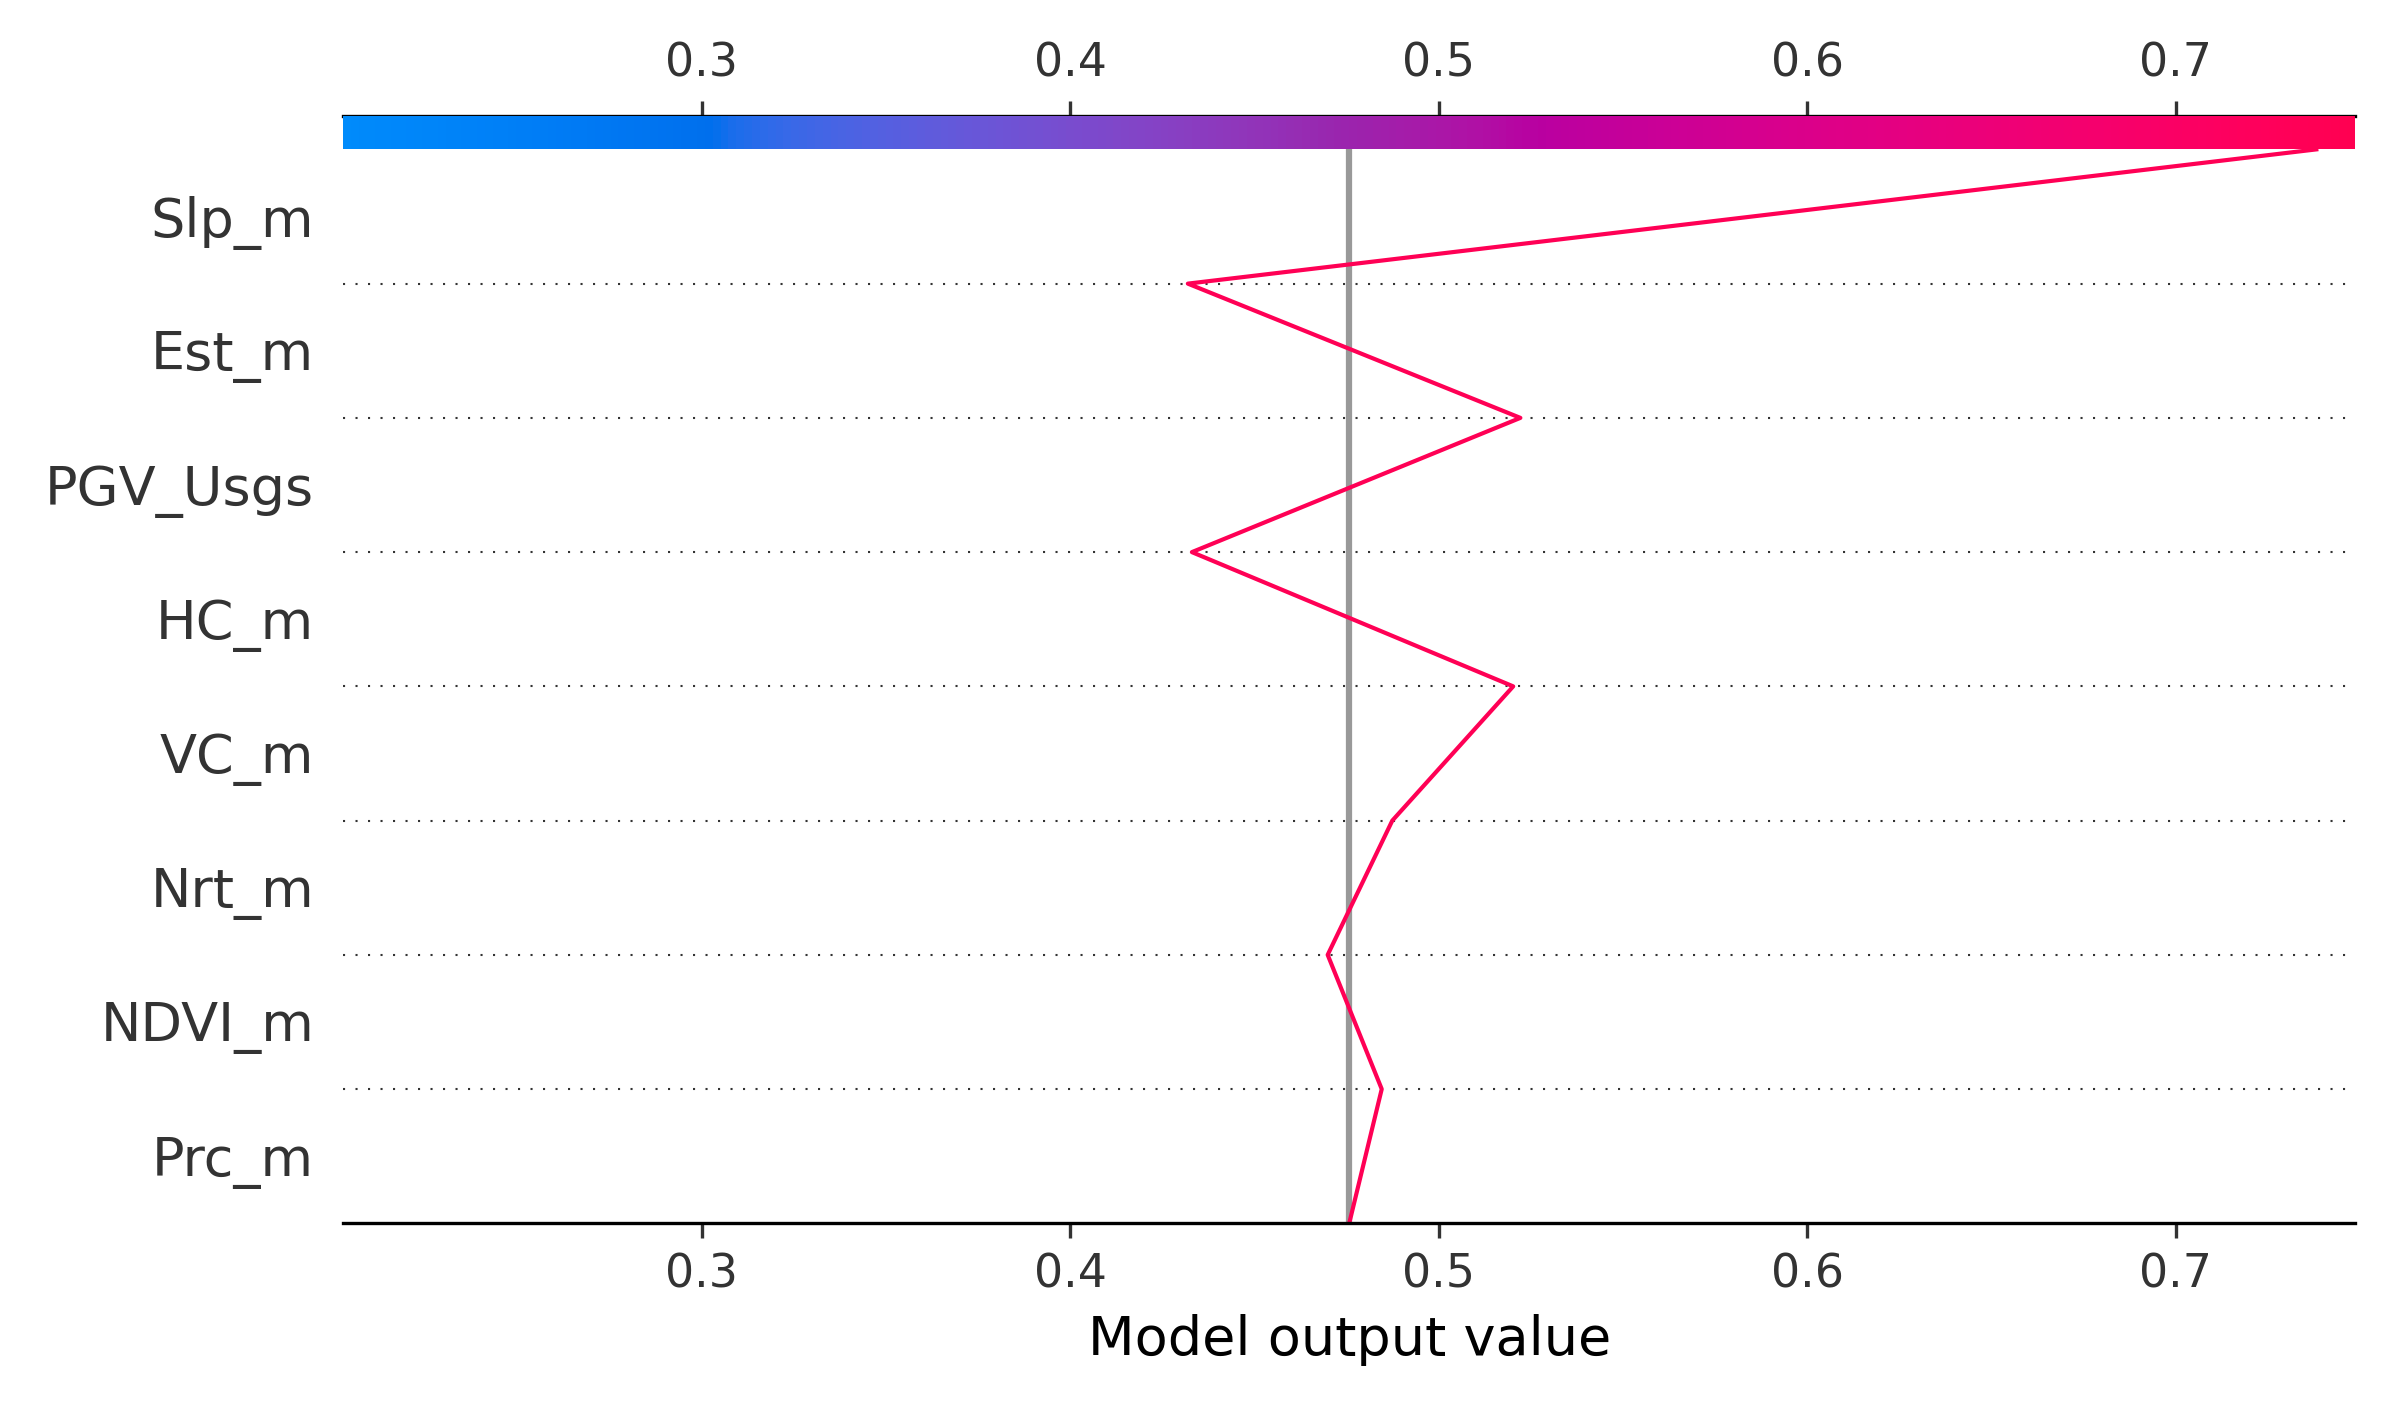 0.3 0.4 0.5 0.6 0.7
Slp_m
Est_m
PGV_Usgs
HC_m
VC_m
Nrt_m
NDVI_m
Prc_m
0.3 0.4 0.5 0.6 0.7
Model output value